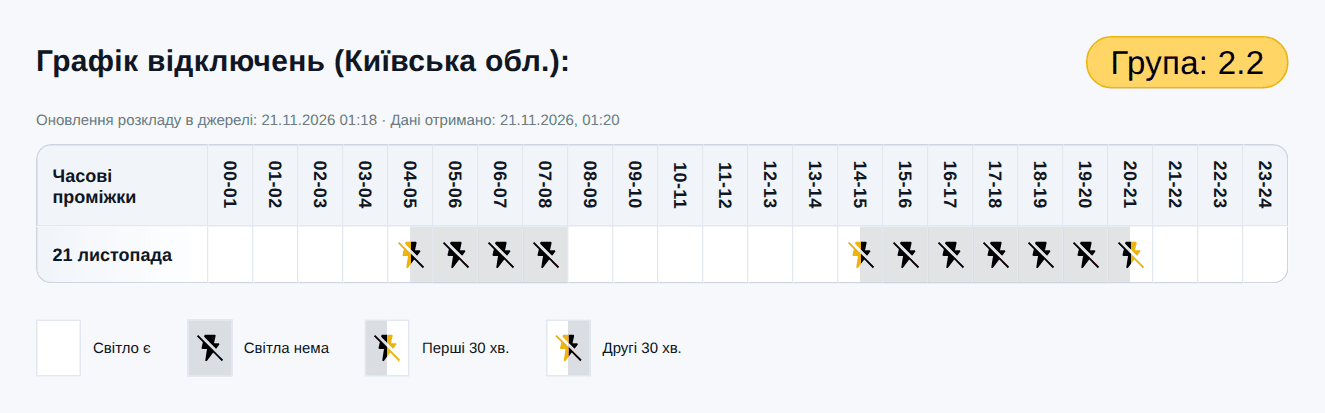 Графік відключень (Київська обл.):
Група: 2.2
Оновлення розкладу в джерелі: 21.11.2026 01:18 · Дані отримано: 21.11.2026, 01:20
Часові
проміжки
00-01
01-02
02-03
03-04
04-05
05-06
06-07
07-08
08-09
09-10
10-11
11-12
12-13
13-14
14-15
15-16
16-17
17-18
18-19
19-20
20-21
21-22
22-23
23-24
21 листопада
Світло є
Світла нема
Перші 30 хв.
Другі 30 хв.